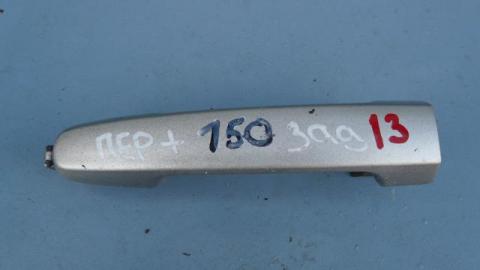 пер + 150 зад 13